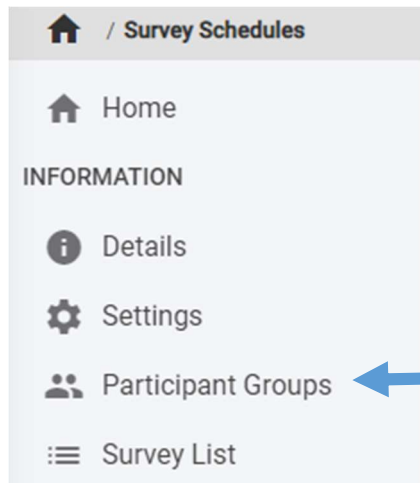 / Survey Schedules
Home
INFORMATION
Details
Settings
Participant Groups
Survey List